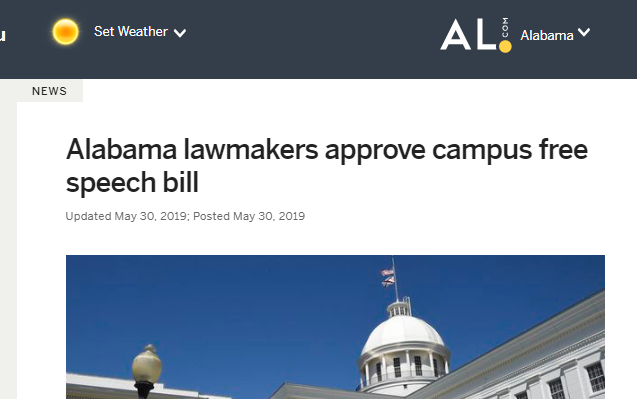 u
Set Weather
AL.com
Alabama
NEWS
Alabama lawmakers approve campus free
speech bill
Updated May 30, 2019; Posted May 30, 2019